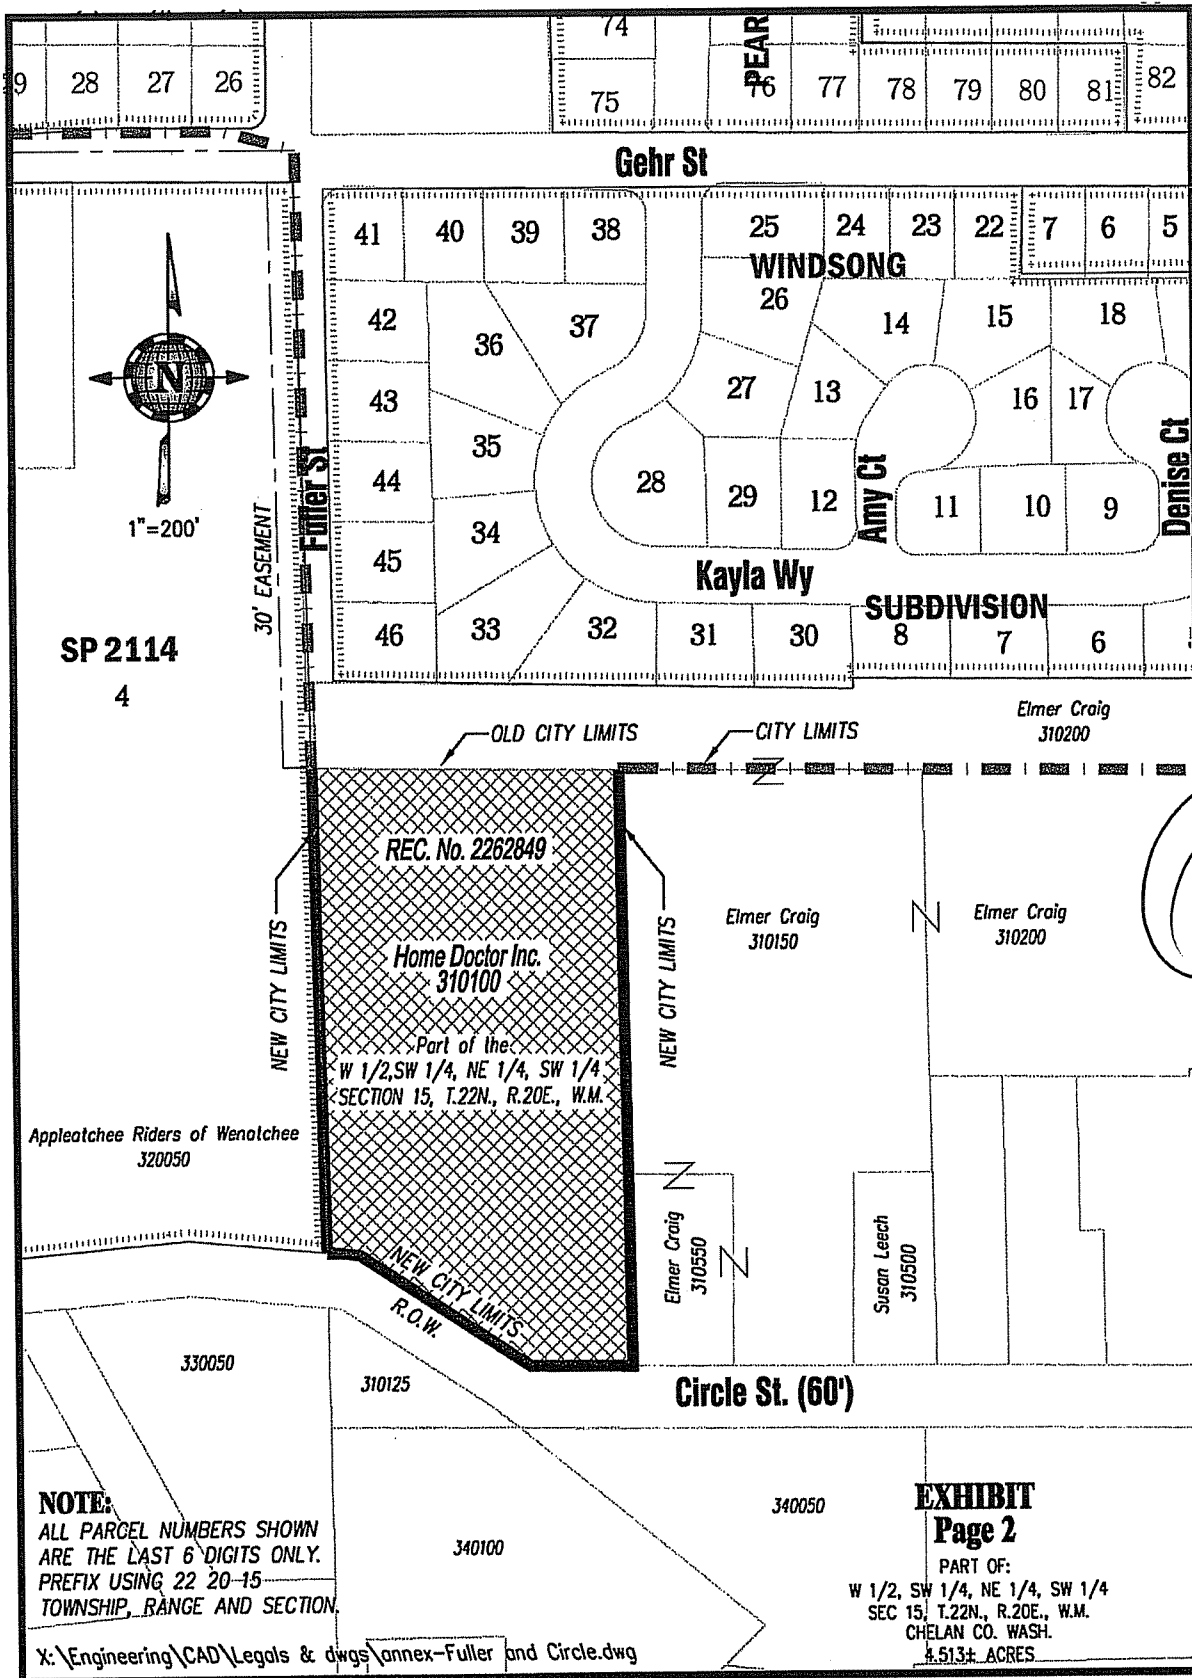 74
PEAR
29 28 27 26
75 76 77 78 79 80 81 82
Gehr St
41 40 39 38 25 24 23 22 7 6 5
WINDSONG
26
42 36 37 14 15 18
N
43 27 13 16 17
35
44 28 29 12 11 10 9
Fuller St
Amy Ct
Denise Ct
1"=200'
30' EASEMENT
34
45
Kayla Wy
SUBDIVISION
46 33 32 31 30 8 7 6
SP 2114
4
Elmer Craig
310200
OLD CITY LIMITS
CITY LIMITS
REC. No. 2262849
NEW CITY LIMITS
NEW CITY LIMITS
Elmer Craig
310150
Elmer Craig
310200
Home Doctor Inc.
310100
Part of the
W 1/2,SW 1/4, NE 1/4, SW 1/4
SECTION 15, T.22N., R.20E., W.M.
Appleatchee Riders of Wenatchee
320050
Elmer Craig
310550
Susan Leech
310500
NEW CITY LIMITS
R.O.W.
330050
310125
Circle St. (60')
NOTE:
ALL PARCEL NUMBERS SHOWN
ARE THE LAST 6 DIGITS ONLY.
PREFIX USING 22 20 15
TOWNSHIP, RANGE AND SECTION.
340100
340050
EXHIBIT
Page 2
PART OF:
W 1/2, SW 1/4, NE 1/4, SW 1/4
SEC 15, T.22N., R.20E., W.M.
CHELAN CO. WASH.
4.513± ACRES
X:\Engineering\CAD\Legals & dwgs\annex-Fuller and Circle.dwg